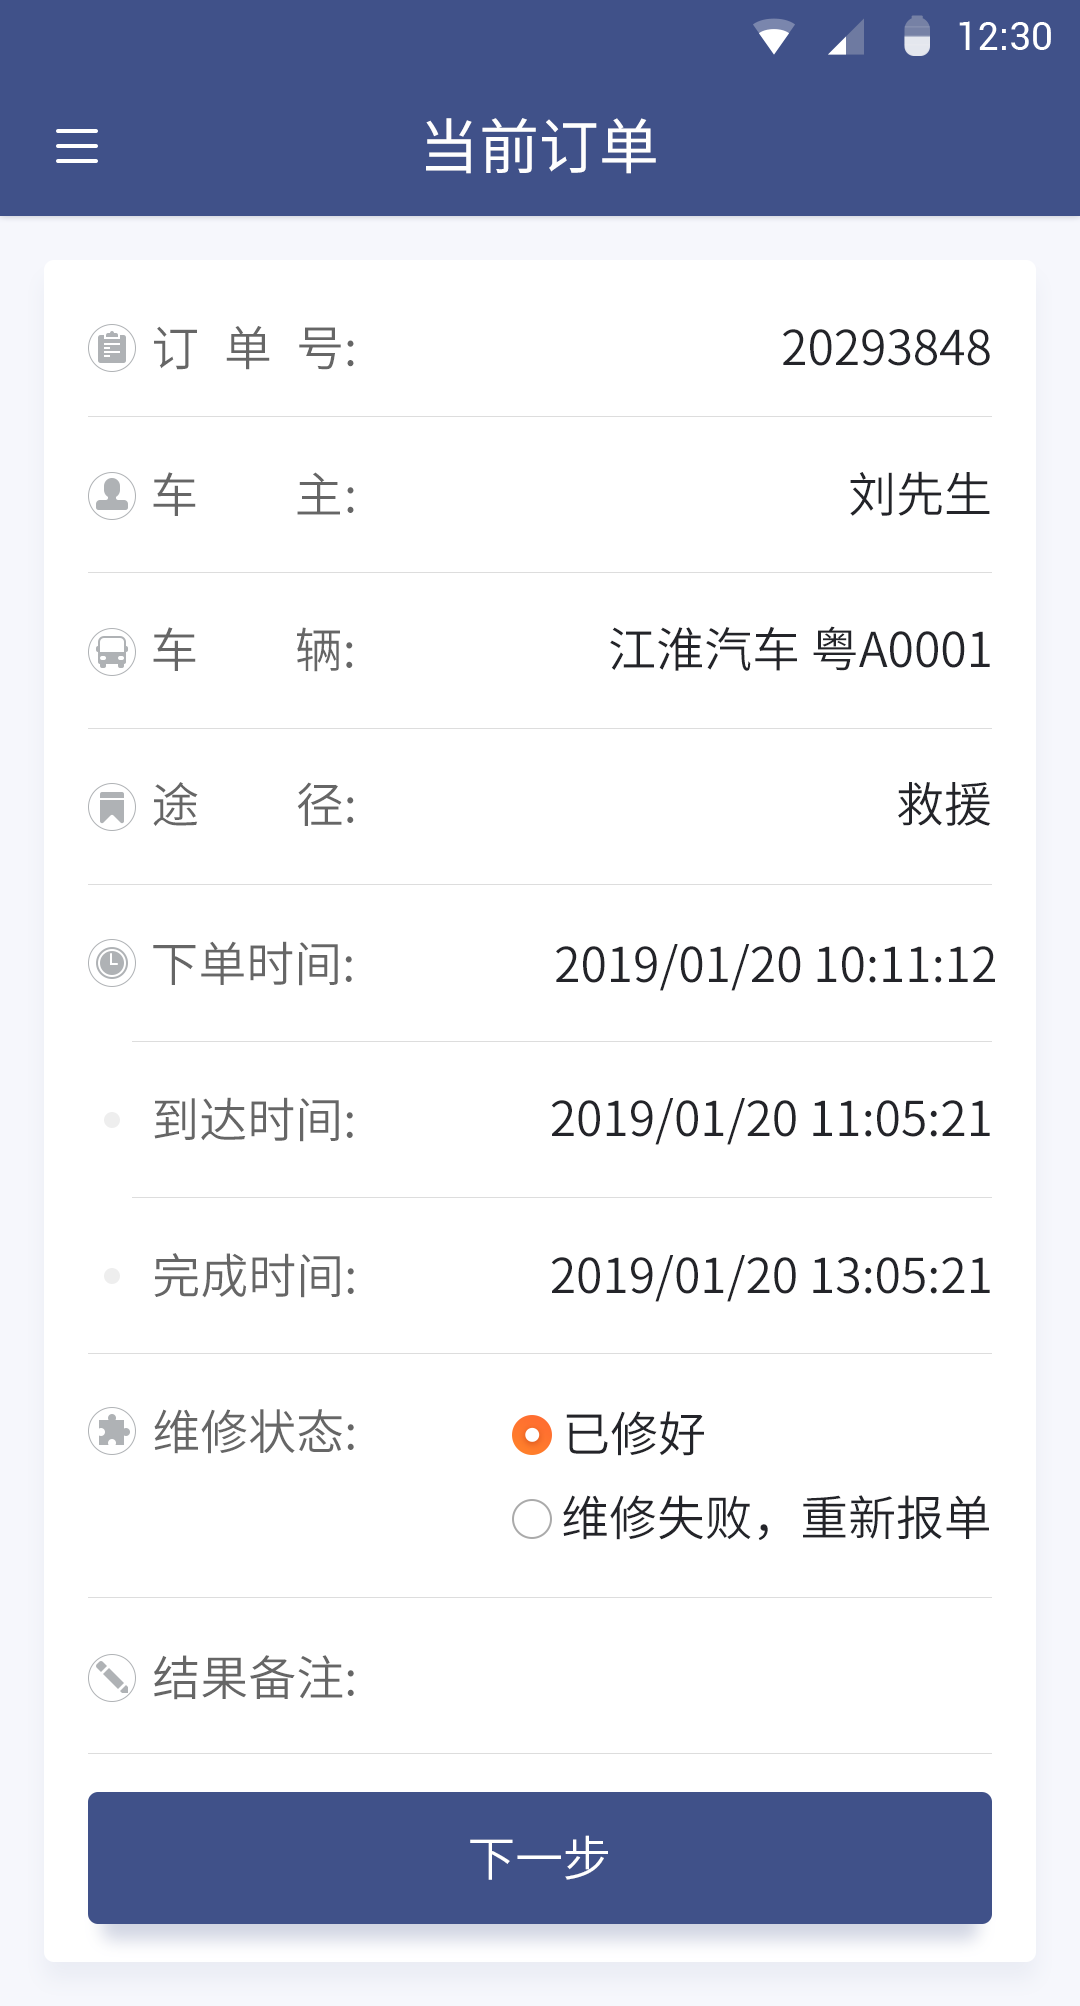 12:30
当前订单
订 单 号: 20293848
车 主: 刘先生
车 辆: 江淮汽车 粤A0001
途 径: 救援
下单时间: 2019/01/20 10:11:12
到达时间: 2019/01/20 11:05:21
完成时间: 2019/01/20 13:05:21
维修状态: 已修好
维修失败，重新报单
结果备注:
下一步